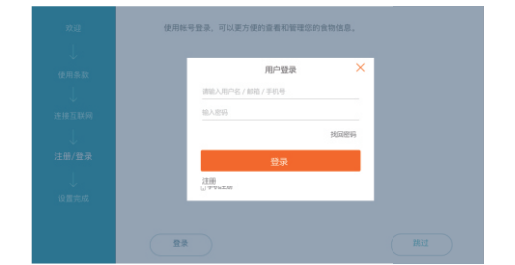 欢迎
使用条款
连接互联网
注册/登录
设置完成
使用帐号登录，可以更方便的查看和管理您的食物信息。
用户登录
请输入用户名 / 邮箱 / 手机号
输入密码
找回密码
登录
注册
登录
跳过